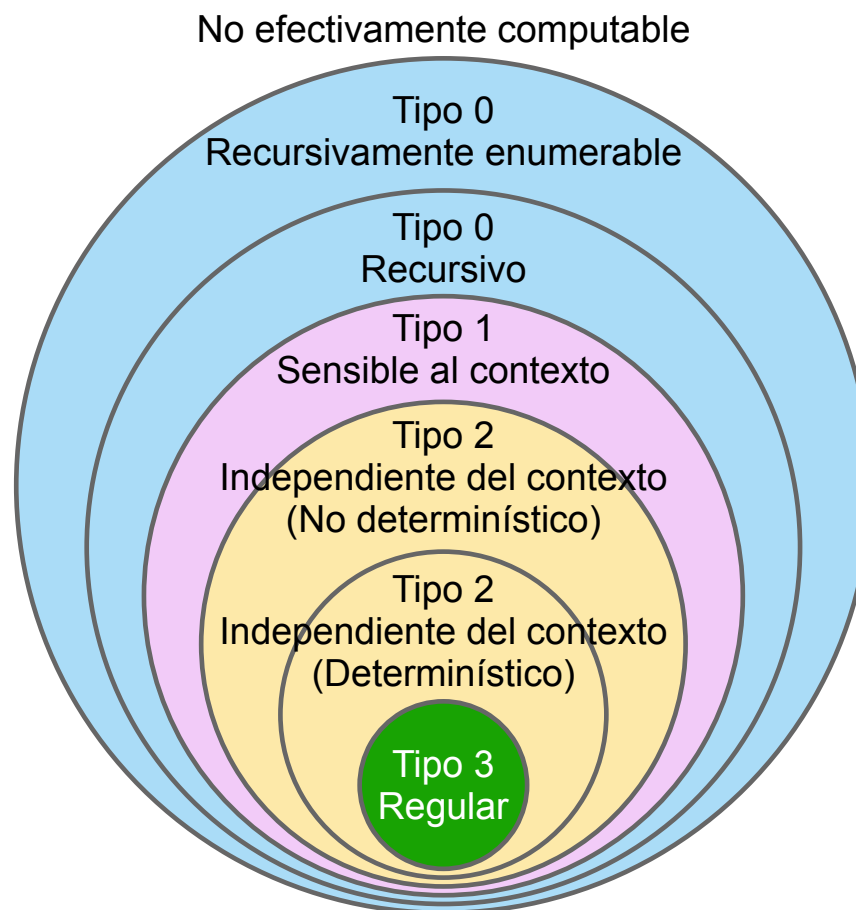 No efectivamente computable
Tipo 0
Recursivamente enumerable
Tipo 0
Recursivo
Tipo 1
Sensible al contexto
Tipo 2
Independiente del contexto
(No determinístico)
Tipo 2
Independiente del contexto
(Determinístico)
Tipo 3
Regular